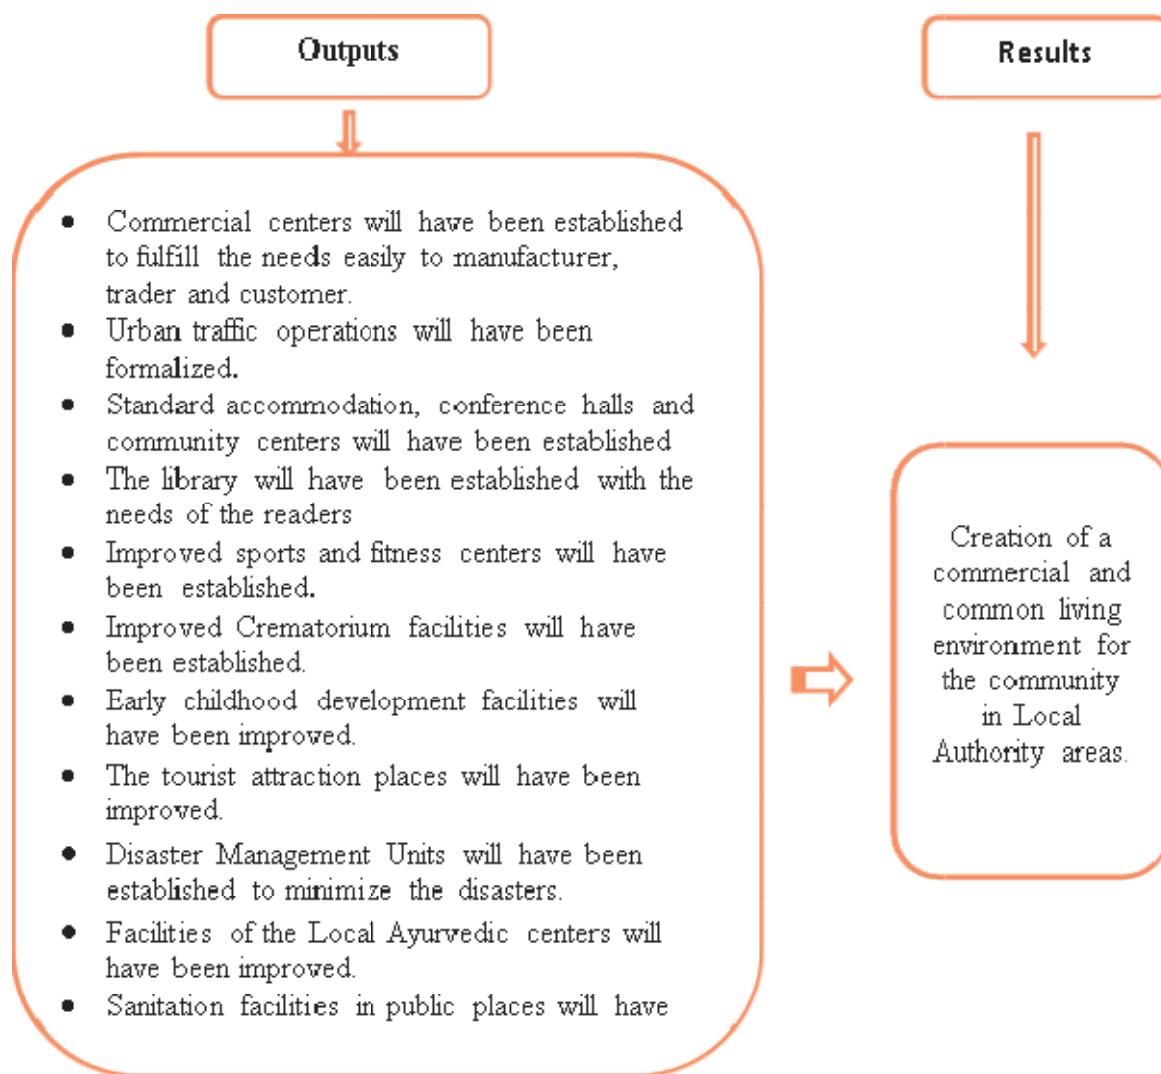 Outputs
Results
Commercial centers will have been established
to fulfill the needs easily to manufacturer,
trader and customer.
Urban traffic operations will have been
formalized.
Standard accommodation, conference halls and
community centers will have been established
The library will have been established with the
needs of the readers
Improved sports and fitness centers will have
been established.
Improved Crematorium facilities will have
been established.
Early childhood development facilities will
have been improved.
The tourist attraction places will have been
improved.
Disaster Management Units will have been
established to minimize the disasters.
Facilities of the Local Ayurvedic centers will
have been improved.
Sanitation facilities in public places will have
Creation of a
commercial and
common living
environment for
the community
in Local
Authority areas.